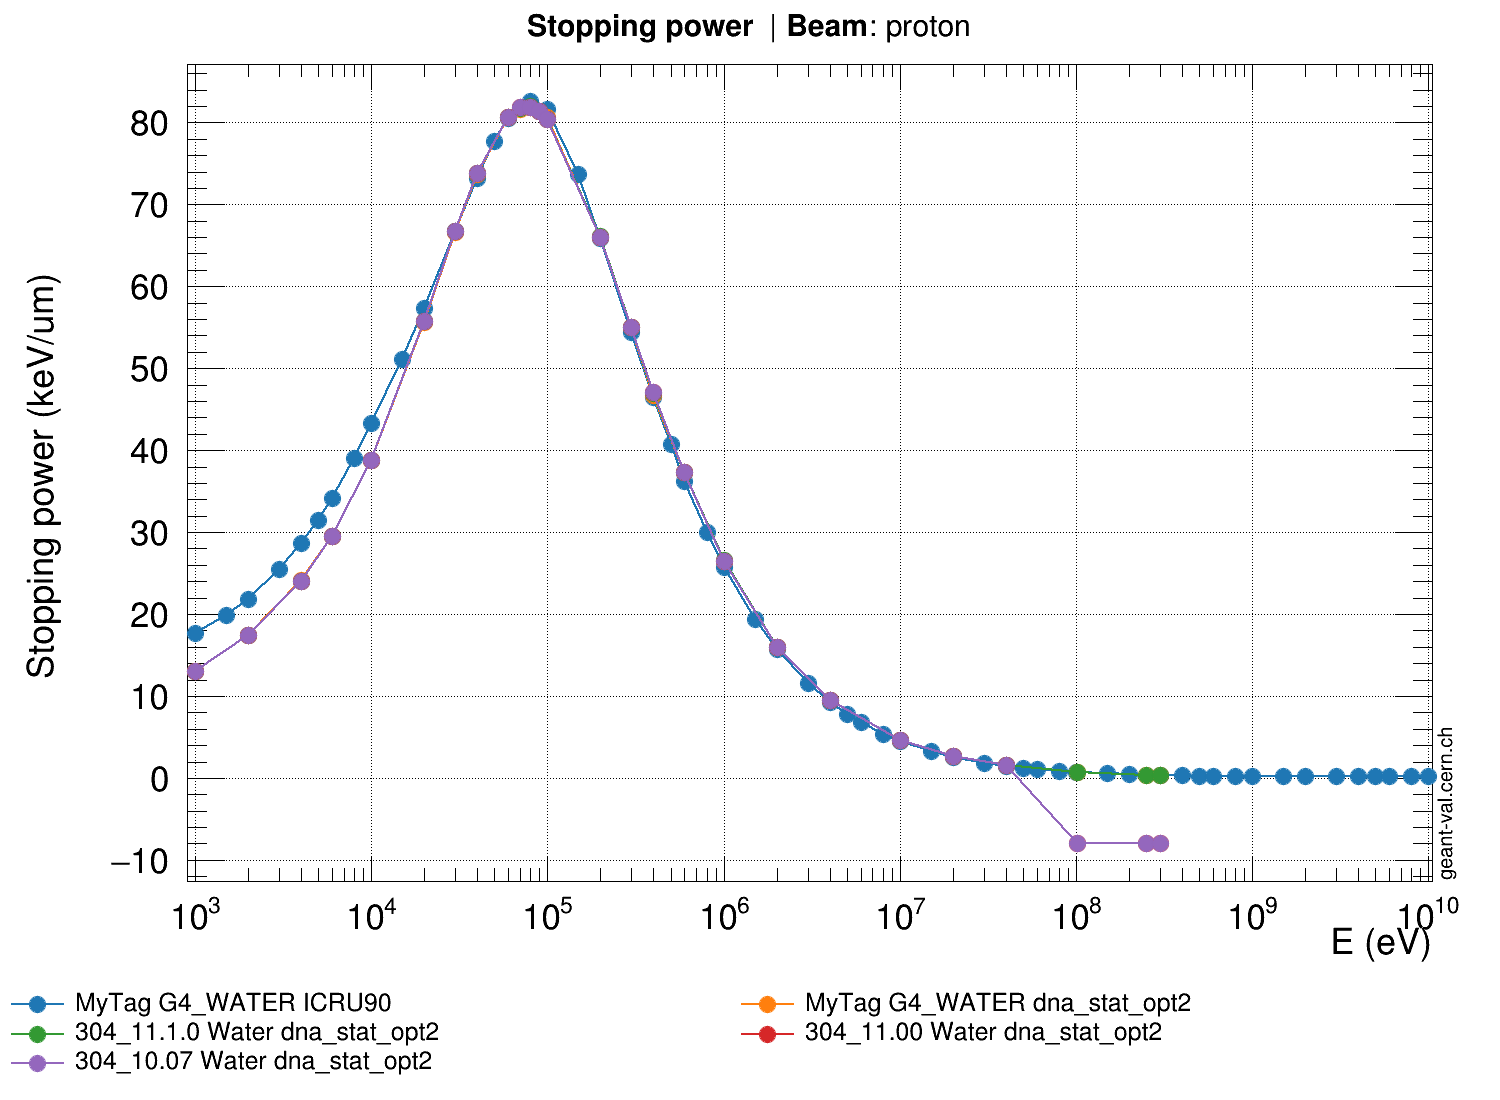 Stopping power | Beam: proton
80
70
60
50
40
30
20
10
0
−10
Stopping power (keV/um)
10³ 10⁴ 10⁵ 10⁶ 10⁷ 10⁸ 10⁹ 10¹⁰
E (eV)
geant-val.cern.ch
MyTag G4_WATER ICRU90
MyTag G4_WATER dna_stat_opt2
304_11.1.0 Water dna_stat_opt2
304_11.00 Water dna_stat_opt2
304_10.07 Water dna_stat_opt2